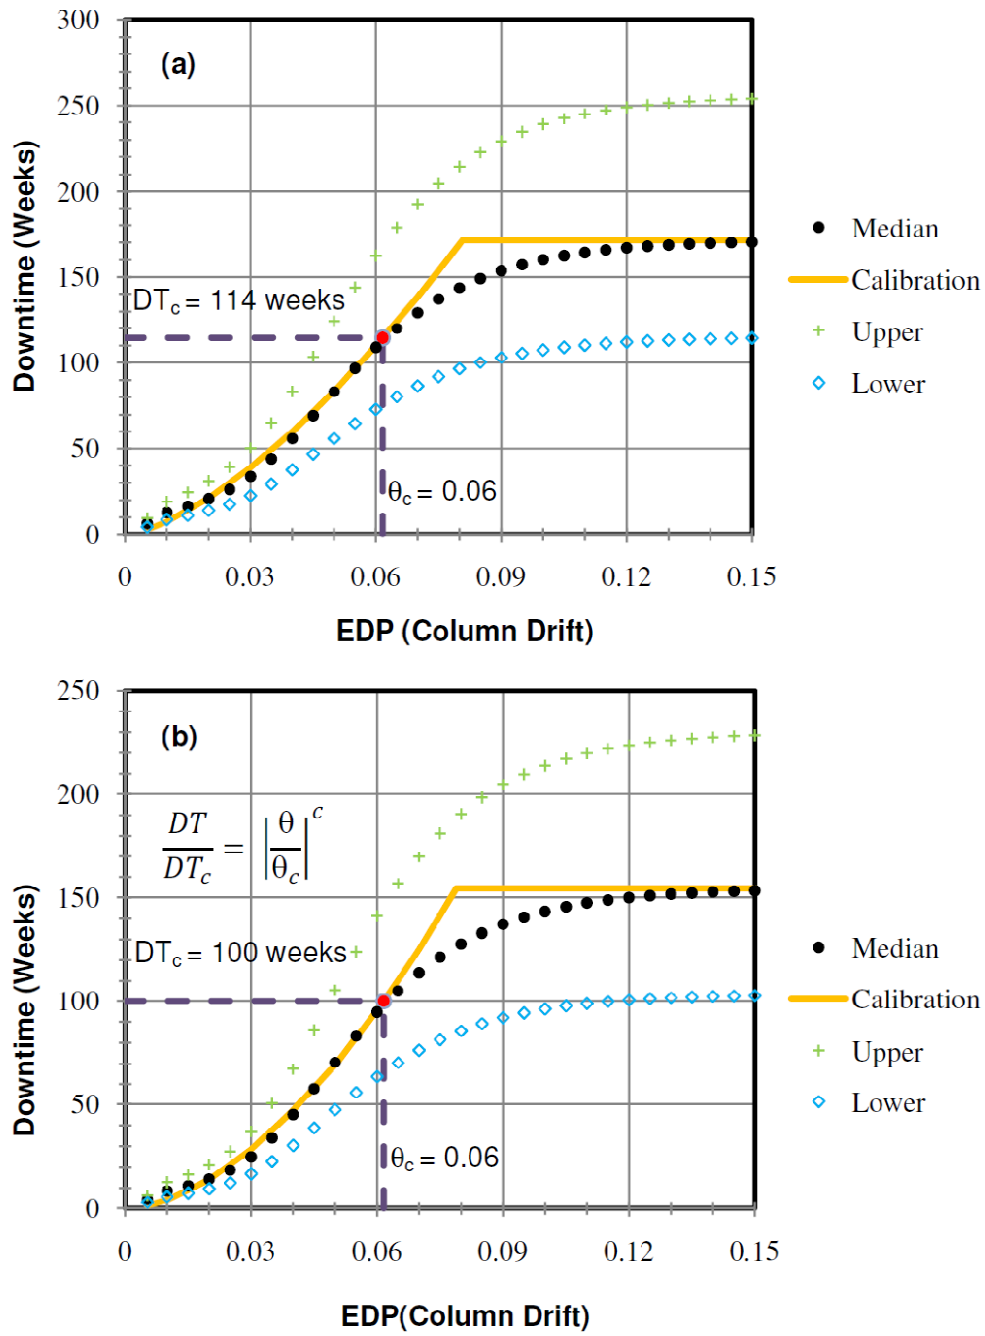 300
(a)
250
200
150
100
50
0
Downtime (Weeks)
DTc = 114 weeks
θc = 0.06
0 0.03 0.06 0.09 0.12 0.15
EDP (Column Drift)
Median
Calibration
Upper
Lower
250
(b)
200
150
100
50
0
Downtime (Weeks)
DT/DTc = |θ/θc|^c
DTc = 100 weeks
θc = 0.06
0 0.03 0.06 0.09 0.12 0.15
EDP(Column Drift)
Median
Calibration
Upper
Lower